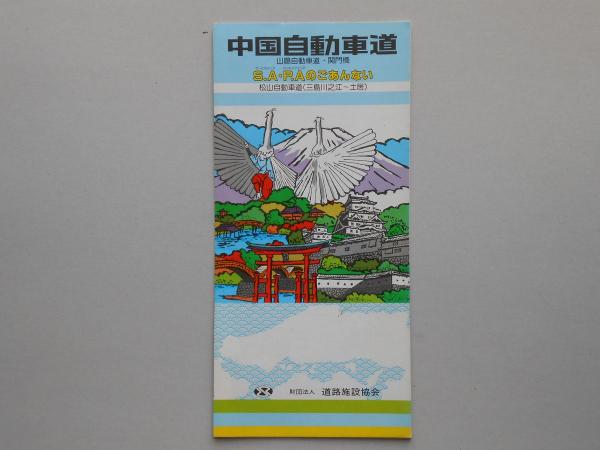 中国自動車道
山陽自動車道・関門橋
S.A・P.Aのごあんない
松山自動車道(三島川之江〜土居)
財団法人 道路施設協会